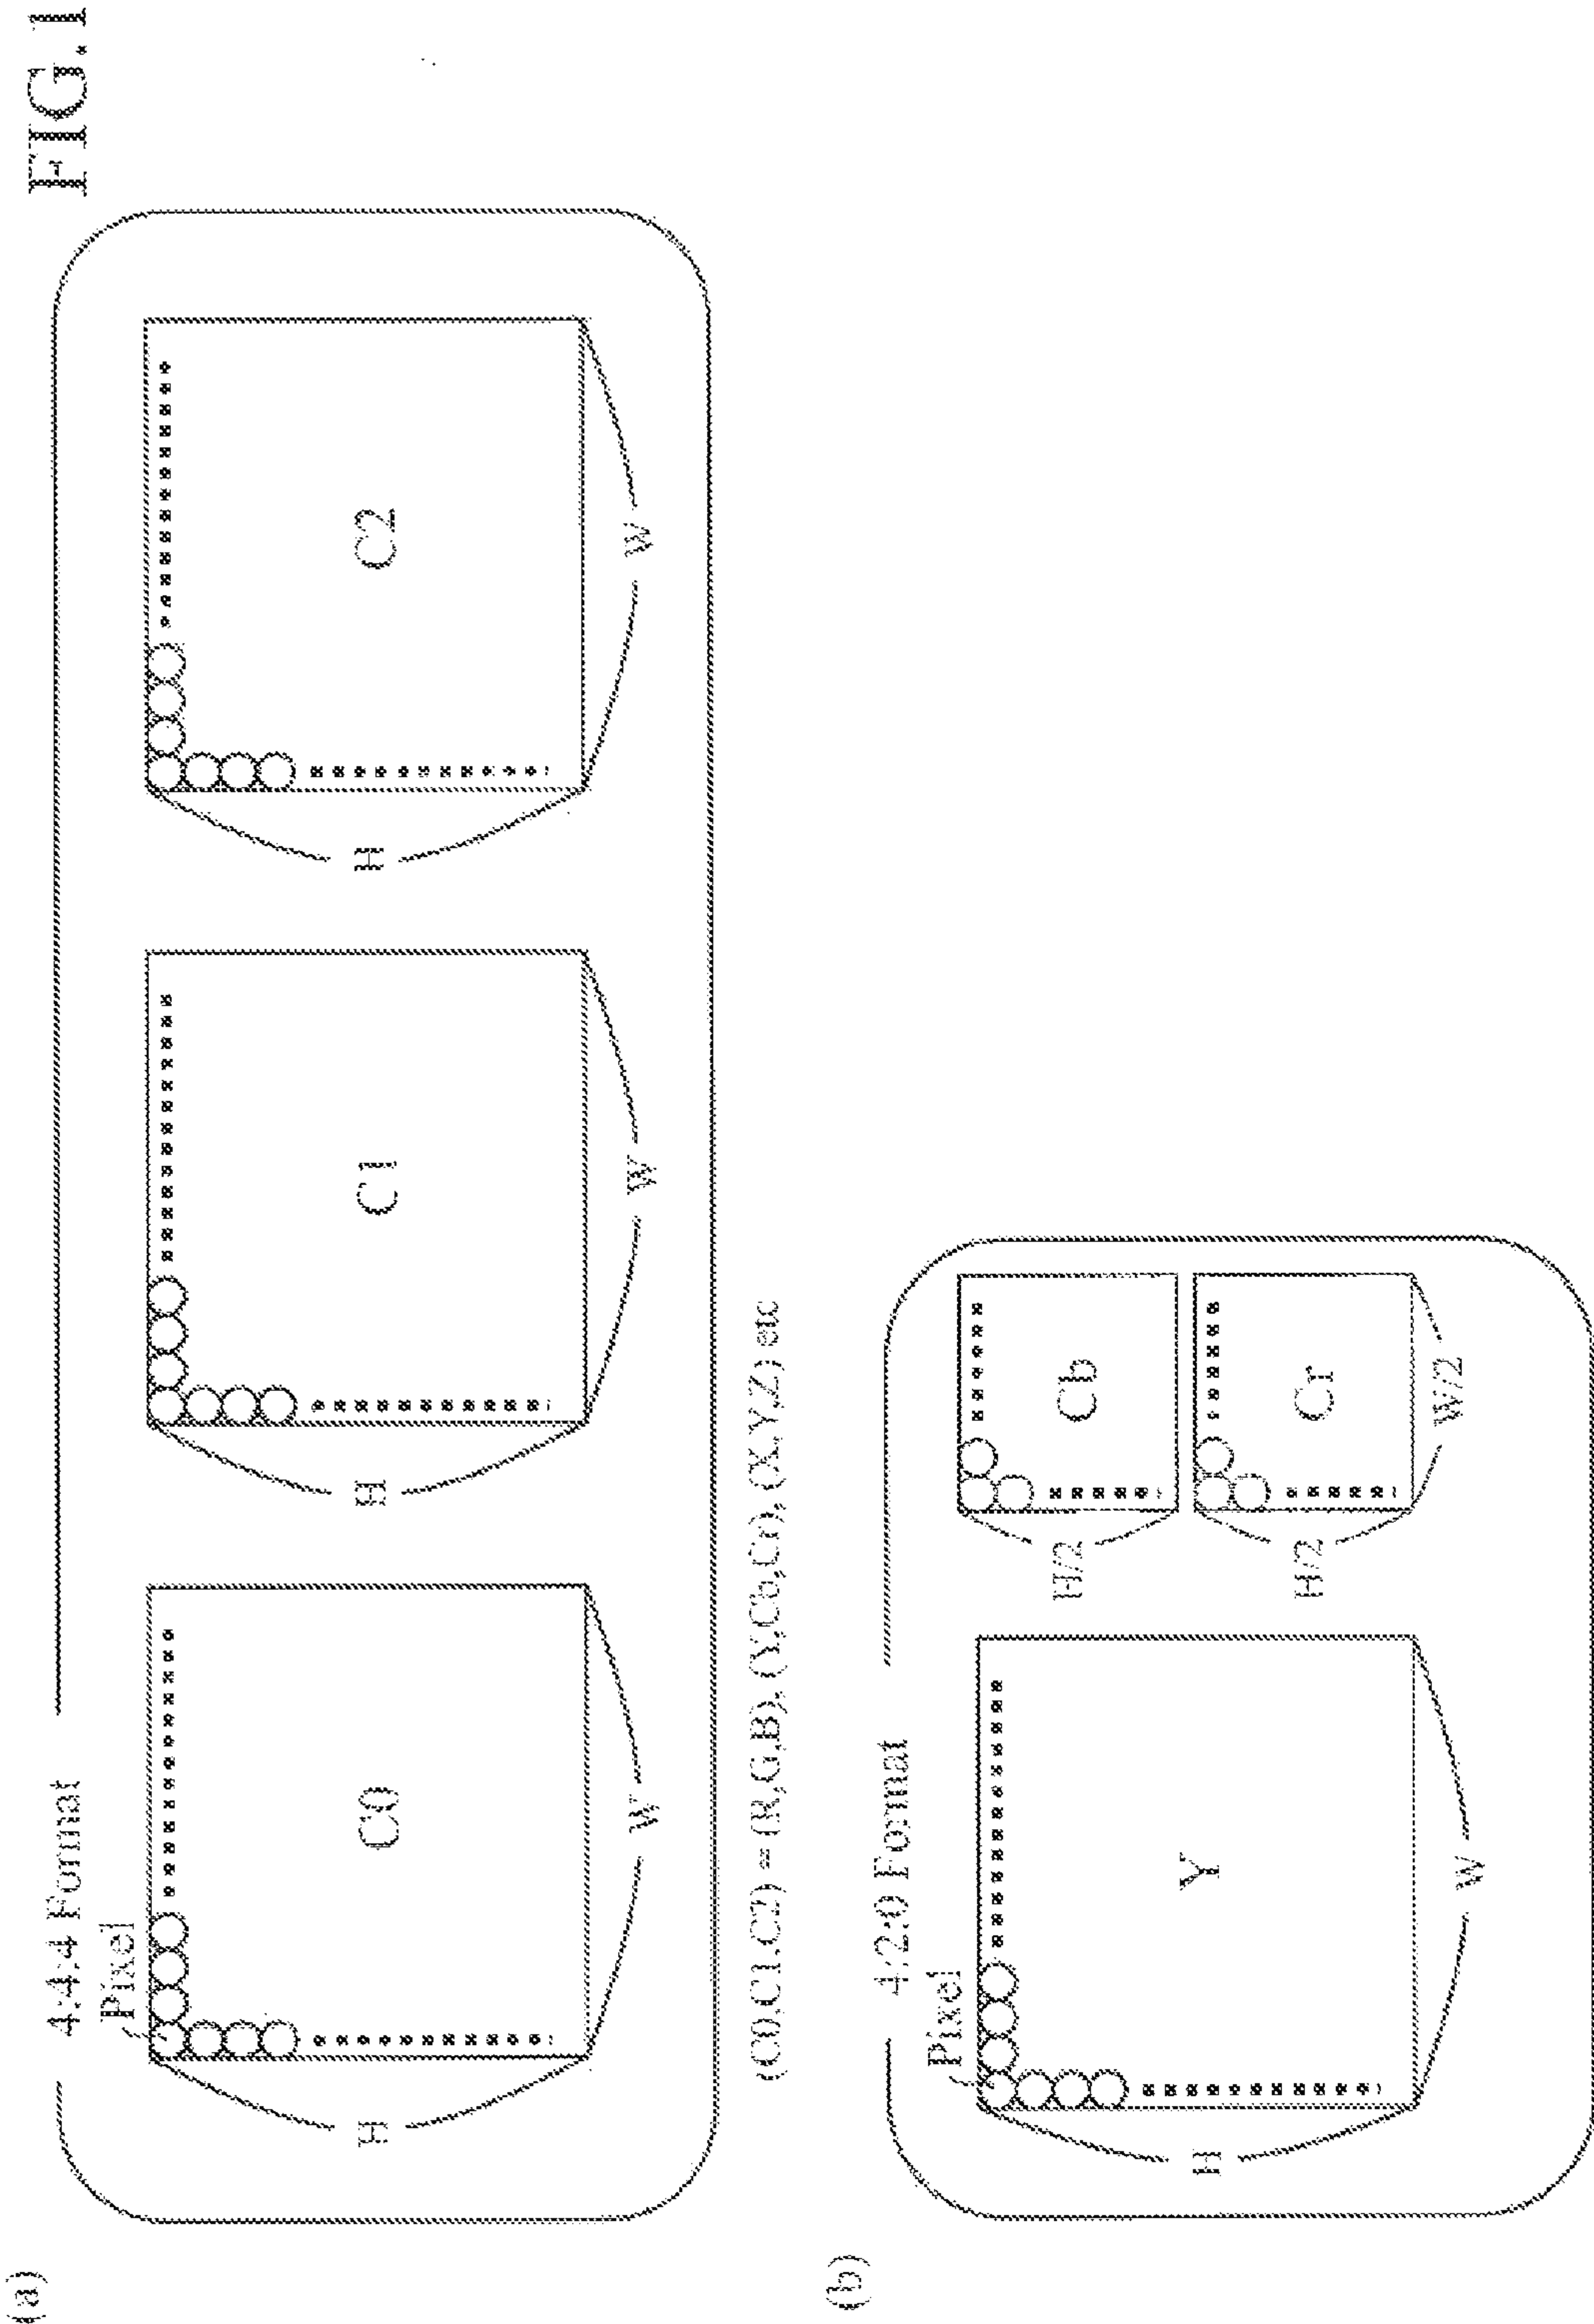 FIG.1
(a)
4:4:4 Format
Pixel
H
C0
W
H
C1
W
H
C2
W
(C0,C1,C2) = (R,G,B), (Y,Cb,Cr), (X,Y,Z) etc
(b)
4:2:0 Format
Pixel
H
Y
W
H/2
Cb
H/2
Cr
W/2